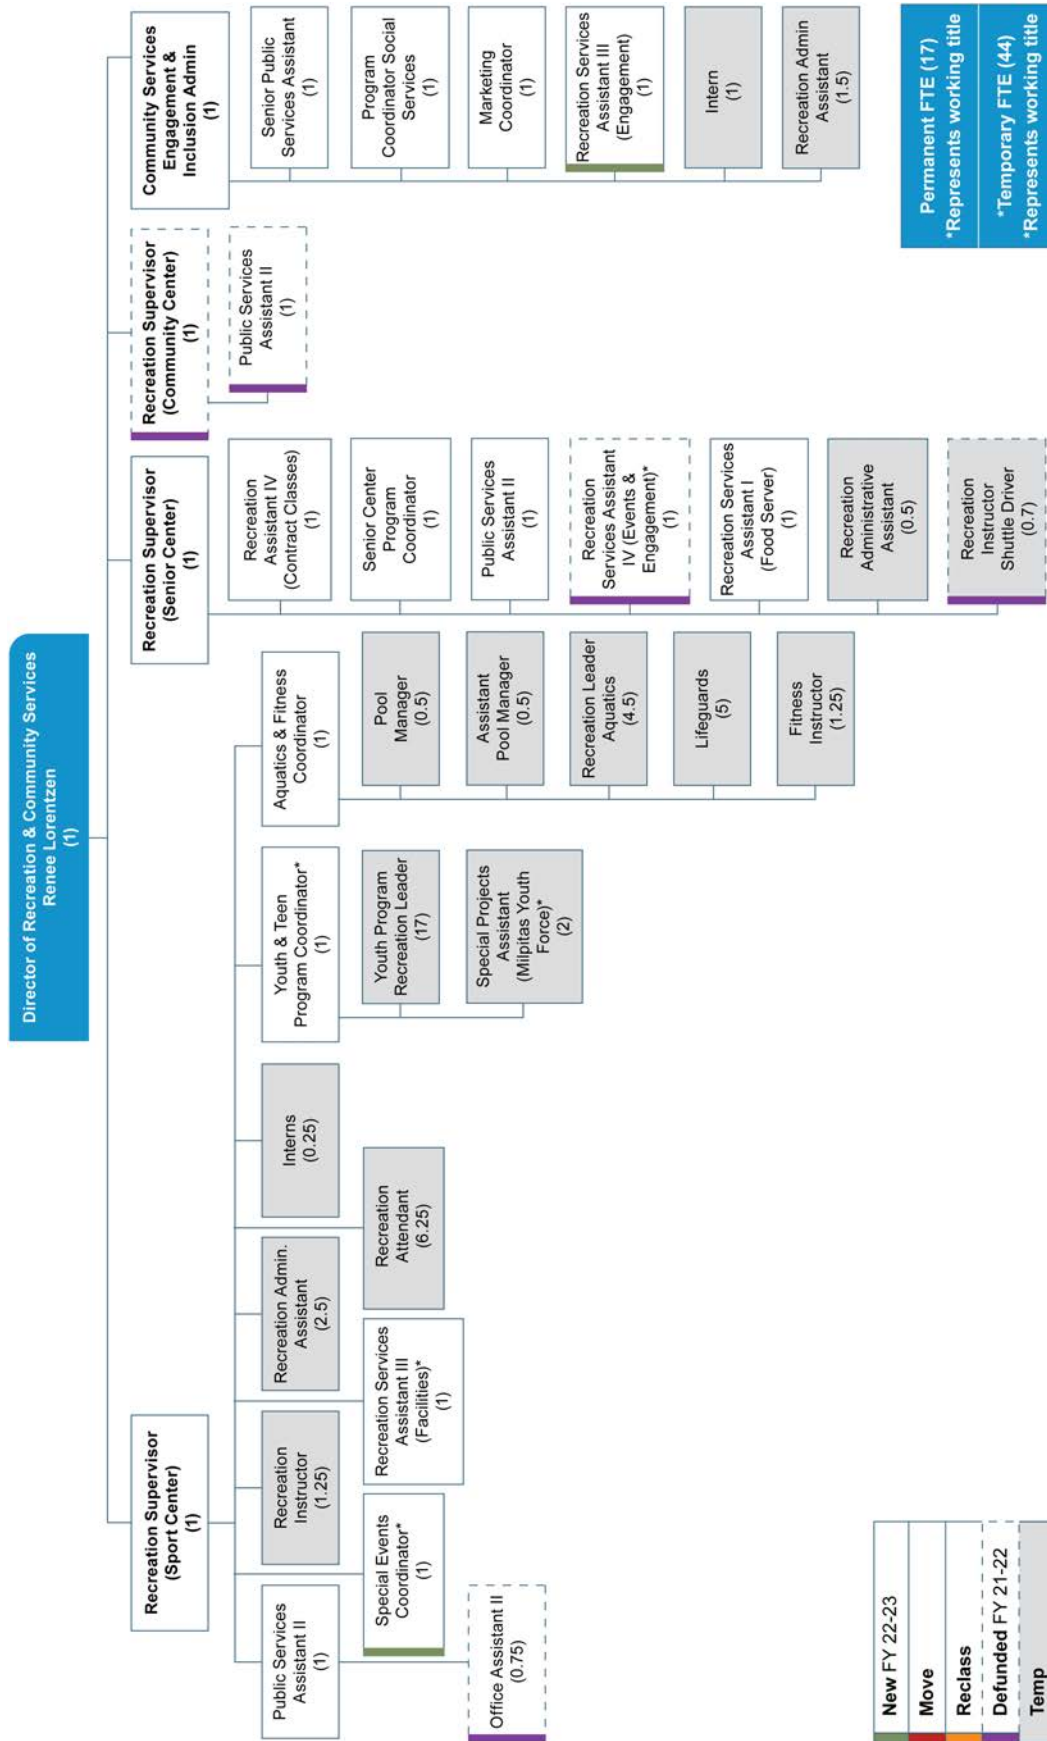 Director of Recreation & Community Services
Renee Lorentzen
(1)
Recreation Supervisor
(Sport Center)
(1)
Public Services
Assistant II
(1)
Office Assistant II
(0.75)
Special Events
Coordinator*
(1)
Recreation
Instructor
(1.25)
Recreation Services
Assistant III
(Facilities)*
(1)
Recreation Admin.
Assistant
(2.5)
Recreation
Attendant
(6.25)
Interns
(0.25)
Youth & Teen
Program Coordinator*
(1)
Youth Program
Recreation Leader
(17)
Special Projects
Assistant
(Milpitas Youth
Force)*
(2)
Aquatics & Fitness
Coordinator
(1)
Pool
Manager
(0.5)
Assistant
Pool Manager
(0.5)
Recreation Leader
Aquatics
(4.5)
Lifeguards
(5)
Fitness
Instructor
(1.25)
Recreation Supervisor
(Senior Center)
(1)
Recreation
Assistant IV
(Contract Classes)
(1)
Senior Center
Program
Coordinator
(1)
Public Services
Assistant II
(1)
Recreation
Services Assistant
IV (Events &
Engagement)*
(1)
Recreation Services
Assistant I
(Food Server)
(1)
Recreation
Administrative
Assistant
(0.5)
Recreation
Instructor
Shuttle Driver
(0.7)
Recreation Supervisor
(Community Center)
(1)
Public Services
Assistant II
(1)
Community Services
Engagement &
Inclusion Admin
(1)
Senior Public
Services Assistant
(1)
Program
Coordinator Social
Services
(1)
Marketing
Coordinator
(1)
Recreation Services
Assistant III
(Engagement)
(1)
Intern
(1)
Recreation Admin
Assistant
(1.5)
New FY 22-23
Move
Reclass
Defunded FY 21-22
Temp
Permanent FTE (17)
*Represents working title
*Temporary FTE (44)
*Represents working title